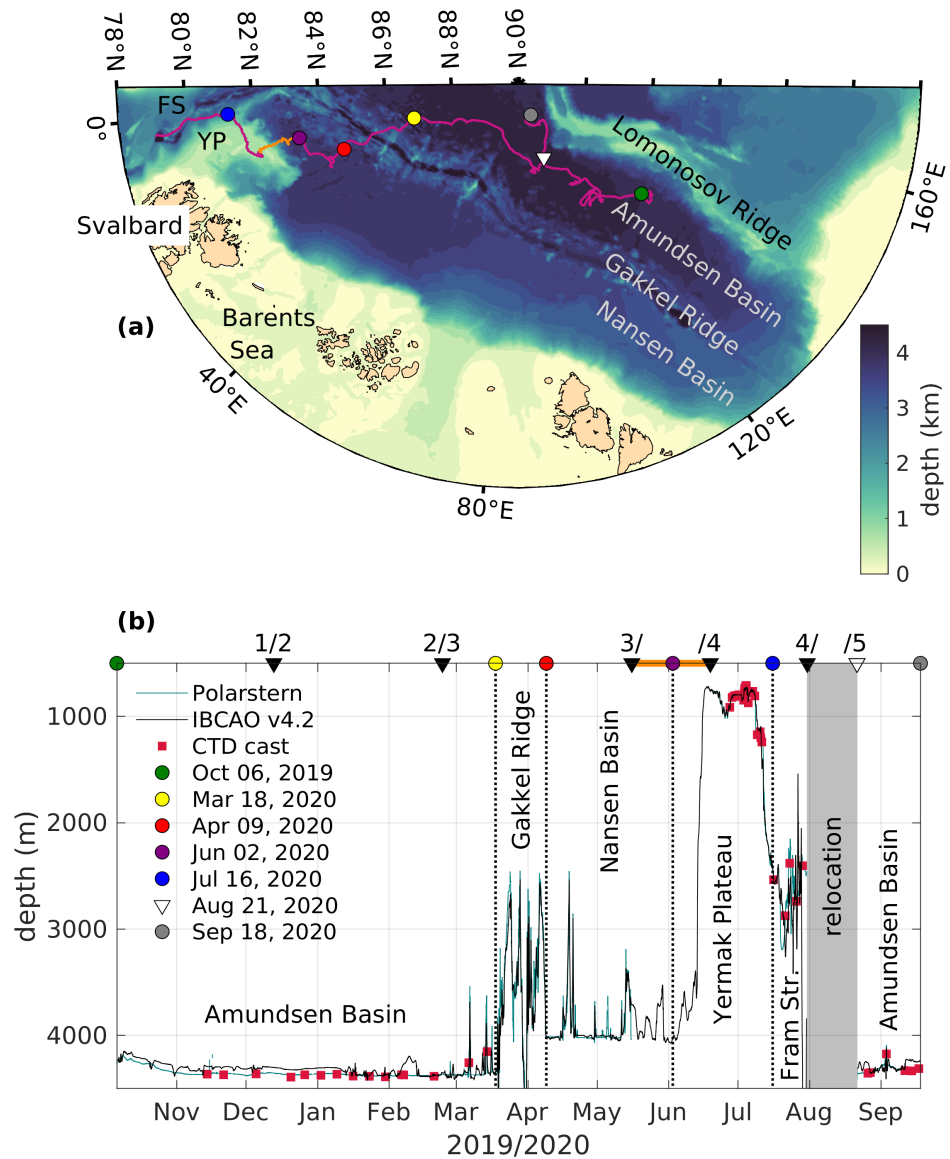 78°N 80°N 82°N 84°N 86°N 88°N 90°N
0°
FS
YP
Svalbard
Lomonosov Ridge
160°E
Amundsen Basin
Gakkel Ridge
Nansen Basin
Barents
Sea
(a)
40°E
80°E
120°E
4
3
2
1
0
depth (km)
(b)
1/2 2/3 3/ /4 4/ /5
Polarstern
IBCAO v4.2
CTD cast
Oct 06, 2019
Mar 18, 2020
Apr 09, 2020
Jun 02, 2020
Jul 16, 2020
Aug 21, 2020
Sep 18, 2020
Amundsen Basin
Gakkel Ridge
Nansen Basin
Yermak Plateau
Fram Str.
relocation
Amundsen Basin
1000
2000
3000
4000
depth (m)
Nov Dec Jan Feb Mar Apr May Jun Jul Aug Sep
2019/2020